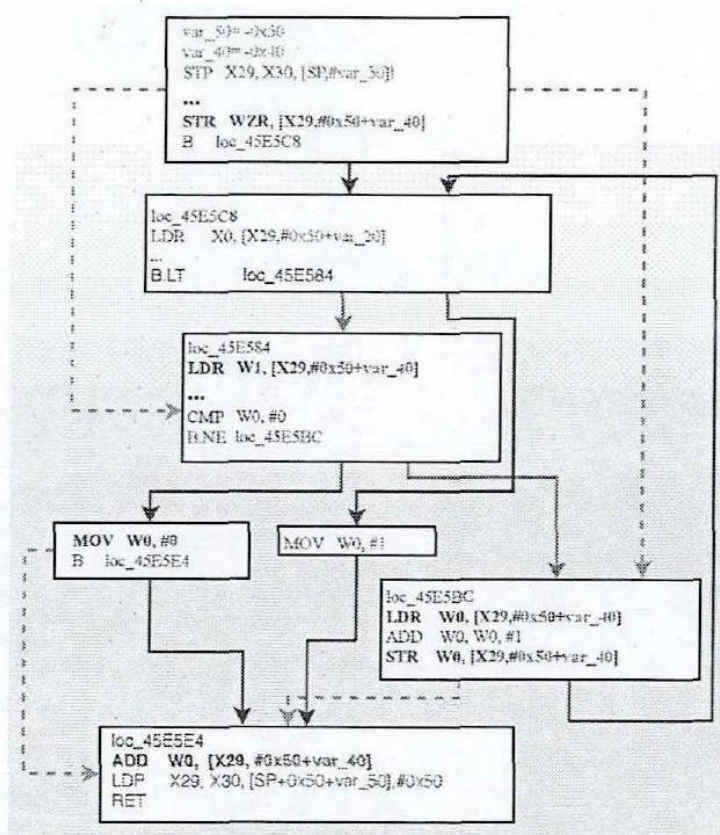 var_50= -0x50
var_40= -0x40
STP X29, X30, [SP,#var_50]!
...
STR WZR, [X29,#0x50+var_40]
B loc_45E5C8
loc_45E5C8
LDR X0, [X29,#0x50+var_20]
...
B.LT loc_45E584
loc_45E584
LDR W1, [X29,#0x50+var_40]
...
CMP W0, #0
B.NE loc_45E5BC
MOV W0, #0
B loc_45E5E4
MOV W0, #1
loc_45E5BC
LDR W0, [X29,#0x50+var_40]
ADD W0, W0, #1
STR W0, [X29,#0x50+var_40]
loc_45E5E4
ADD W0, [X29, #0x50+var_40]
LDP X29, X30, [SP+0x50+var_50],#0x50
RET